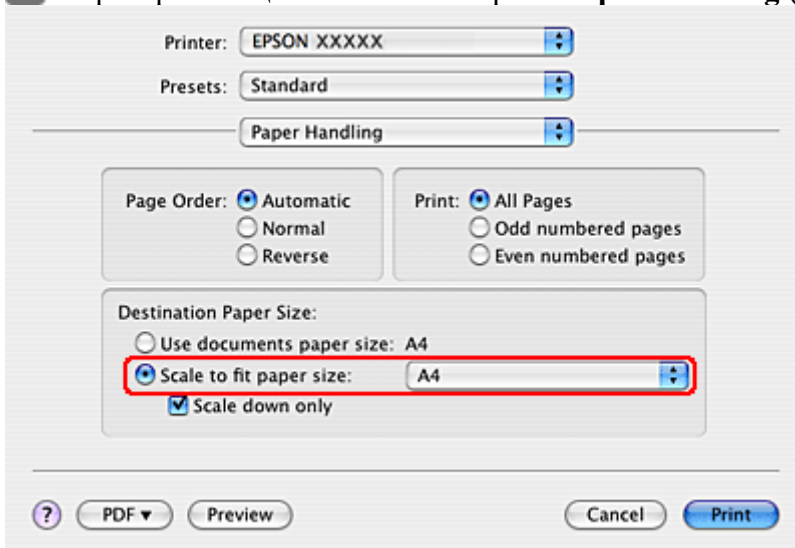 Printer: EPSON XXXXX
Presets: Standard
Paper Handling
Page Order: Automatic
Normal
Reverse
Print: All Pages
Odd numbered pages
Even numbered pages
Destination Paper Size:
Use documents paper size: A4
Scale to fit paper size: A4
Scale down only
? PDF ▼ Preview Cancel Print